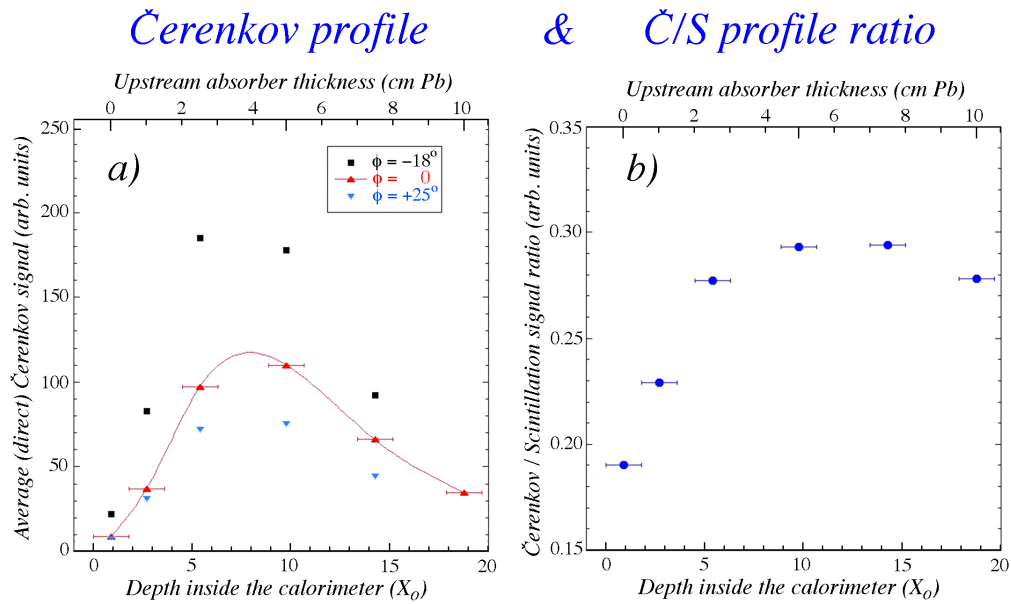 Čerenkov profile & Č/S profile ratio
Upstream absorber thickness (cm Pb)
0 2 4 6 8 10
a)
ϕ = −18°
ϕ = 0
ϕ = +25°
250
200
150
100
50
0
Average (direct) Čerenkov signal (arb. units)
0 5 10 15 20
Depth inside the calorimeter (Xo)
Upstream absorber thickness (cm Pb)
0 2 4 6 8 10
b)
0.35
0.30
0.25
0.20
0.15
Čerenkov / Scintillation signal ratio (arb. units)
0 5 10 15 20
Depth inside the calorimeter (Xo)